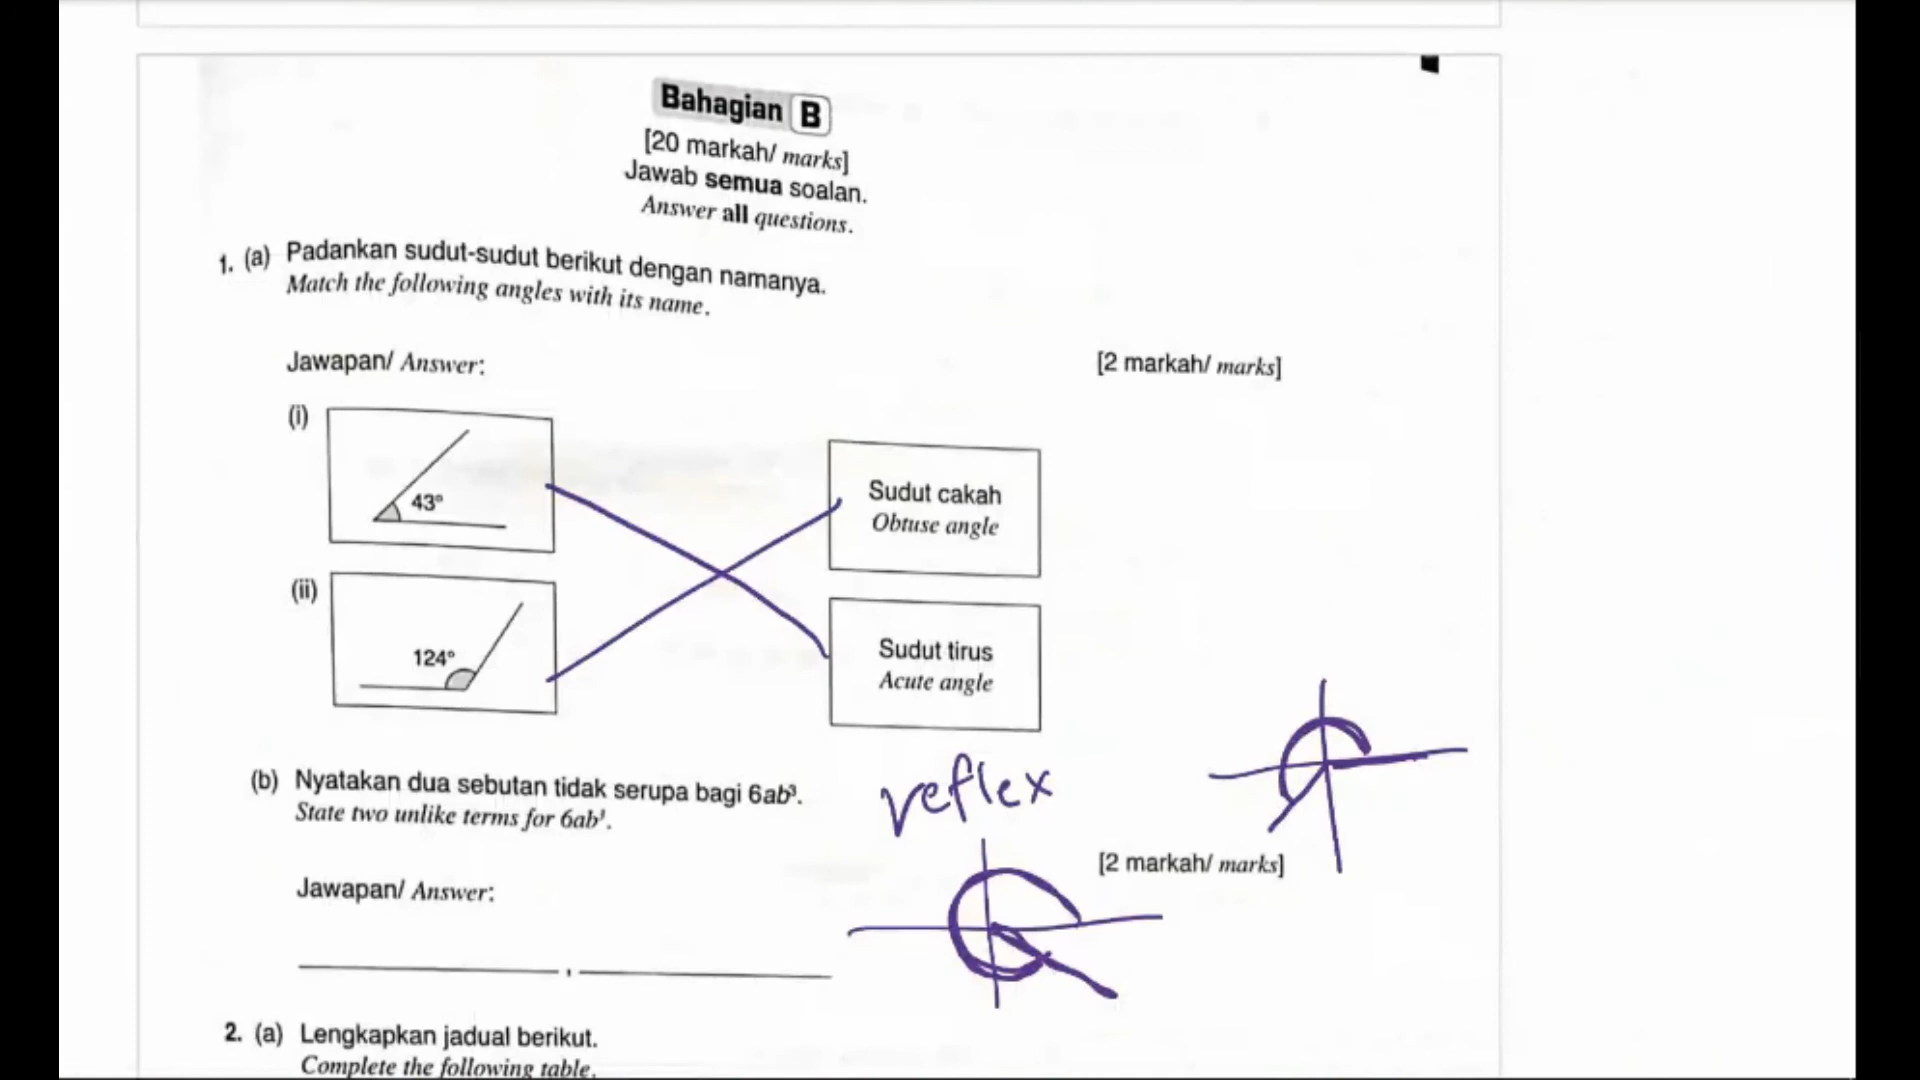 Bahagian B
[20 markah/ marks]
Jawab semua soalan.
Answer all questions.
1. (a) Padankan sudut-sudut berikut dengan namanya.
Match the following angles with its name.
[2 markah/ marks]
Jawapan/ Answer:
(i)
43°
Sudut cakah
Obtuse angle
(ii)
124°
Sudut tirus
Acute angle
(b) Nyatakan dua sebutan tidak serupa bagi 6ab³.
State two unlike terms for 6ab³.
reflex
[2 markah/ marks]
Jawapan/ Answer:
,
2. (a) Lengkapkan jadual berikut.
Complete the following table.